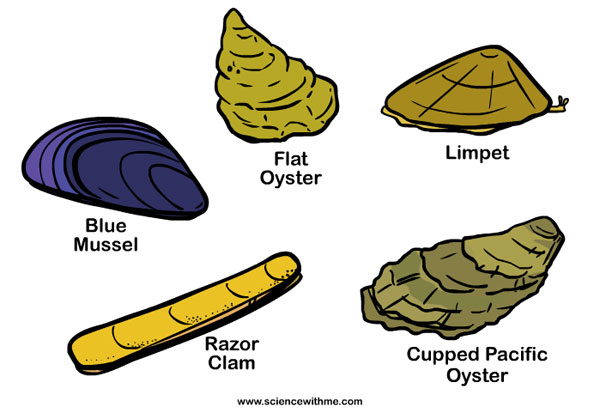 Flat
Oyster
Limpet
Blue
Mussel
Razor
Clam
Cupped Pacific
Oyster
www.sciencewithme.com